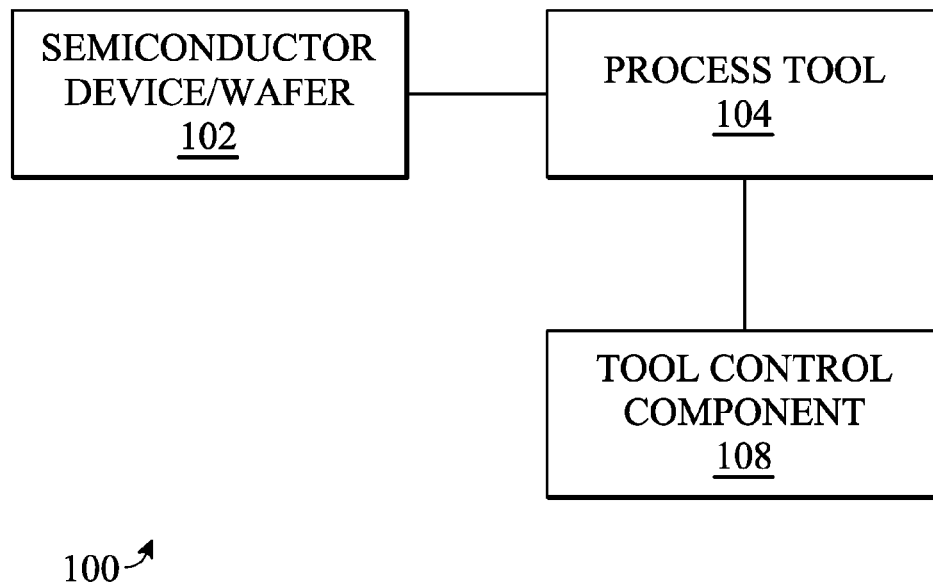 SEMICONDUCTOR
DEVICE/WAFER
102
PROCESS TOOL
104
TOOL CONTROL
COMPONENT
108
100